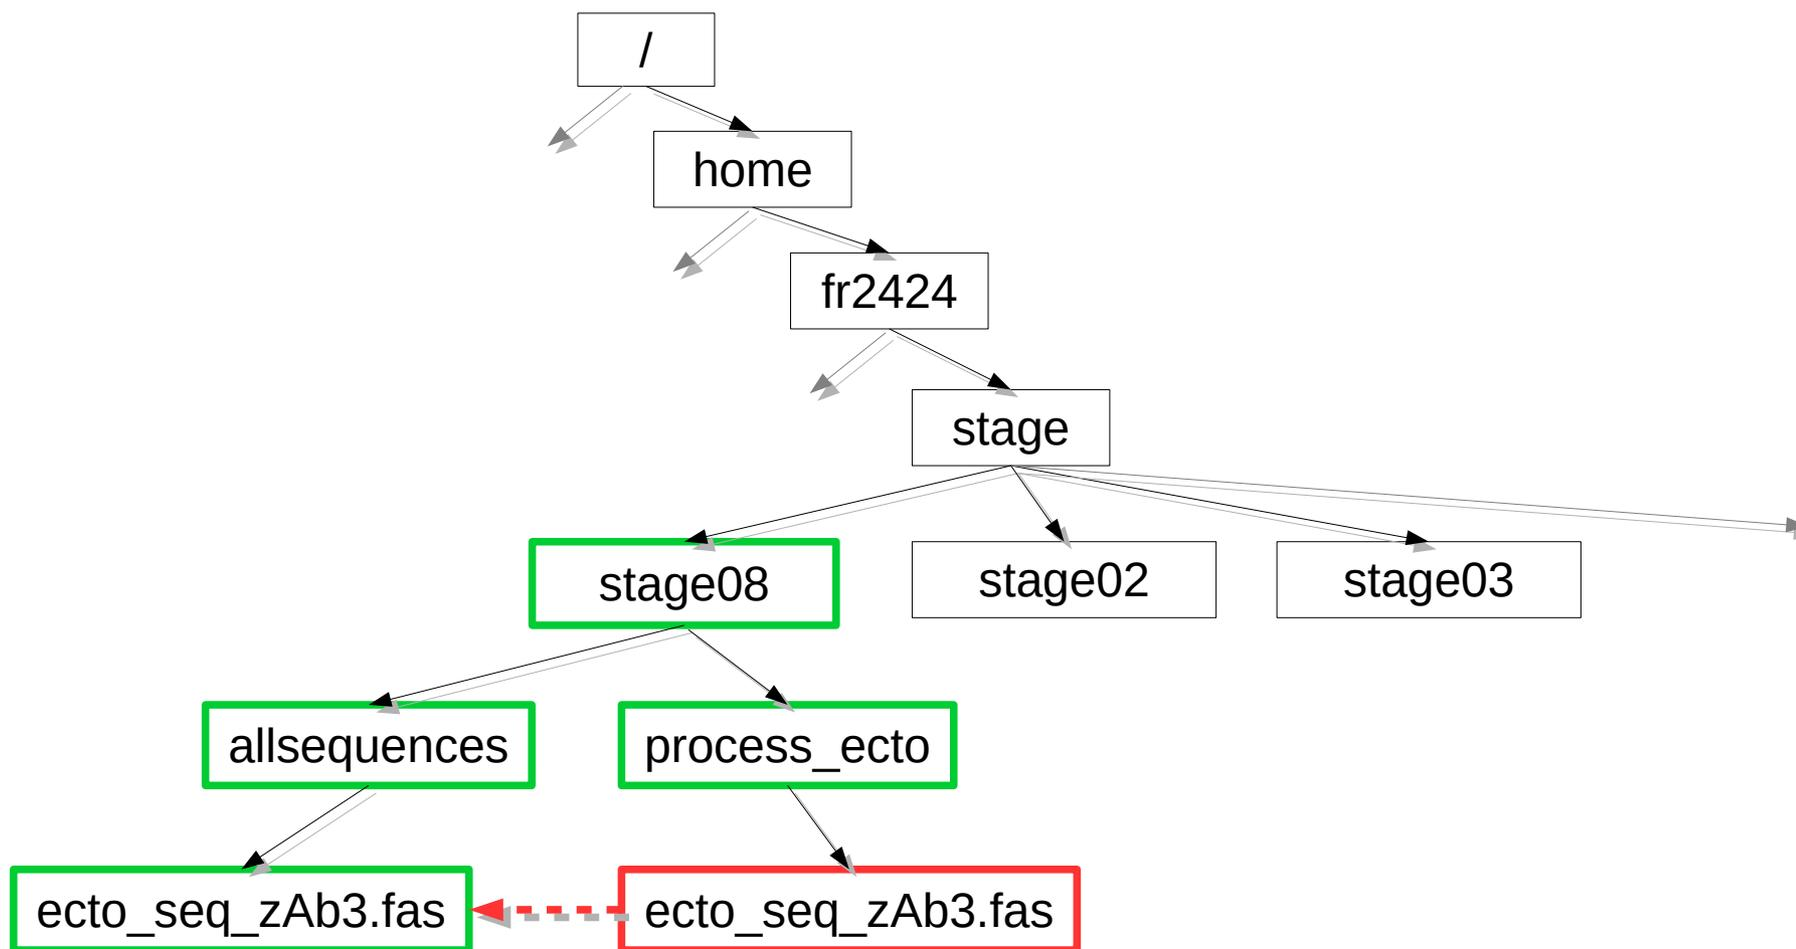 /
home
fr2424
stage
stage08
stage02
stage03
allsequences
process_ecto
ecto_seq_zAb3.fas
ecto_seq_zAb3.fas